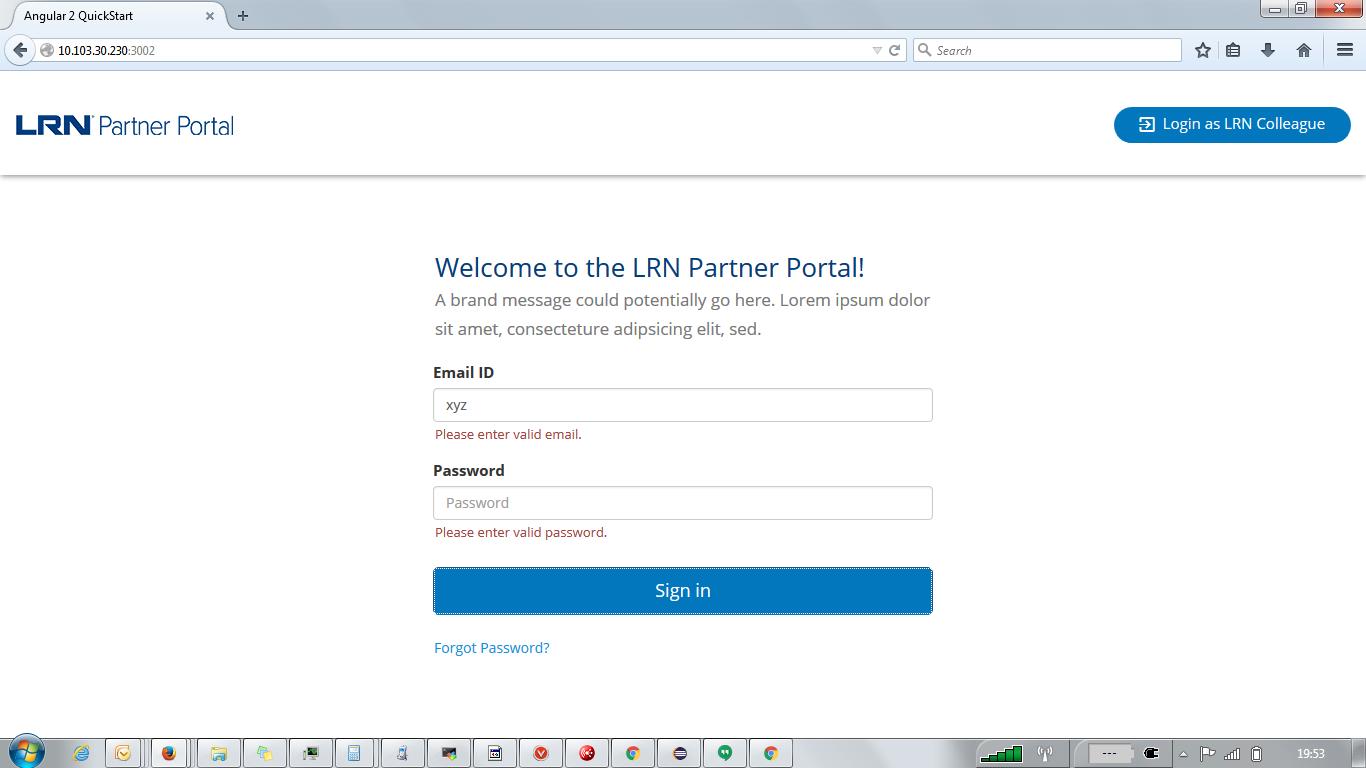 Angular 2 QuickStart
10.103.30.230:3002
Search
LRN Partner Portal
Login as LRN Colleague
Welcome to the LRN Partner Portal!
A brand message could potentially go here. Lorem ipsum dolor
sit amet, consecteture adipsicing elit, sed.
Email ID
xyz
Please enter valid email.
Password
Password
Please enter valid password.
Sign in
Forgot Password?
---
19:53